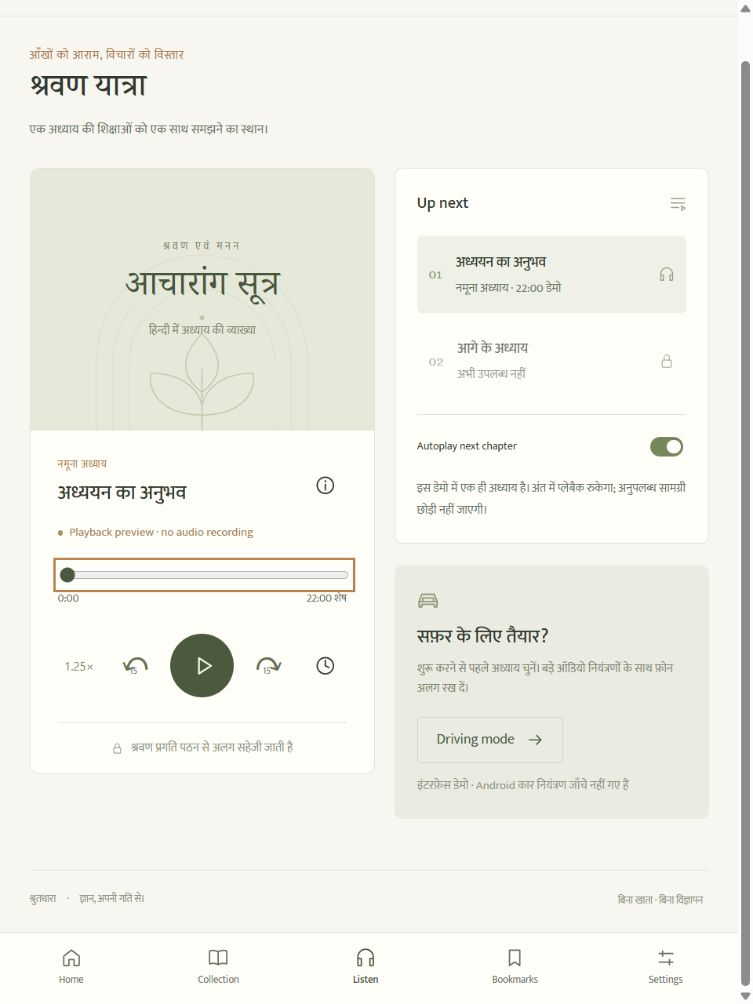 आँखों को आराम, विचारों को विस्तार
श्रवण यात्रा
एक अध्याय की शिक्षाओं को एक साथ समझने का स्थान।
श्रवण एवं मनन
आचारांग सूत्र
हिन्दी में अध्याय की व्याख्या
नमूना अध्याय
अध्ययन का अनुभव
Playback preview · no audio recording
0:00
22:00 शेष
1.25×
15
15
श्रवण प्रगति पठन से अलग सहेजी जाती है
Up next
01
अध्ययन का अनुभव
नमूना अध्याय · 22:00 डेमो
02
आगे के अध्याय
अभी उपलब्ध नहीं
Autoplay next chapter
इस डेमो में एक ही अध्याय है। अंत में प्लेबैक रुकेगा; अनुपलब्ध सामग्री
छोड़ी नहीं जाएगी।
सफ़र के लिए तैयार?
शुरू करने से पहले अध्याय चुनें। बड़े ऑडियो नियंत्रणों के साथ फ़ोन
अलग रख दें।
Driving mode
इंटरफ़ेस डेमो · Android कार नियंत्रण जाँचे नहीं गए हैं
श्रुतधारा · ज्ञान, अपनी गति से।
बिना खाता · बिना विज्ञापन
Home
Collection
Listen
Bookmarks
Settings